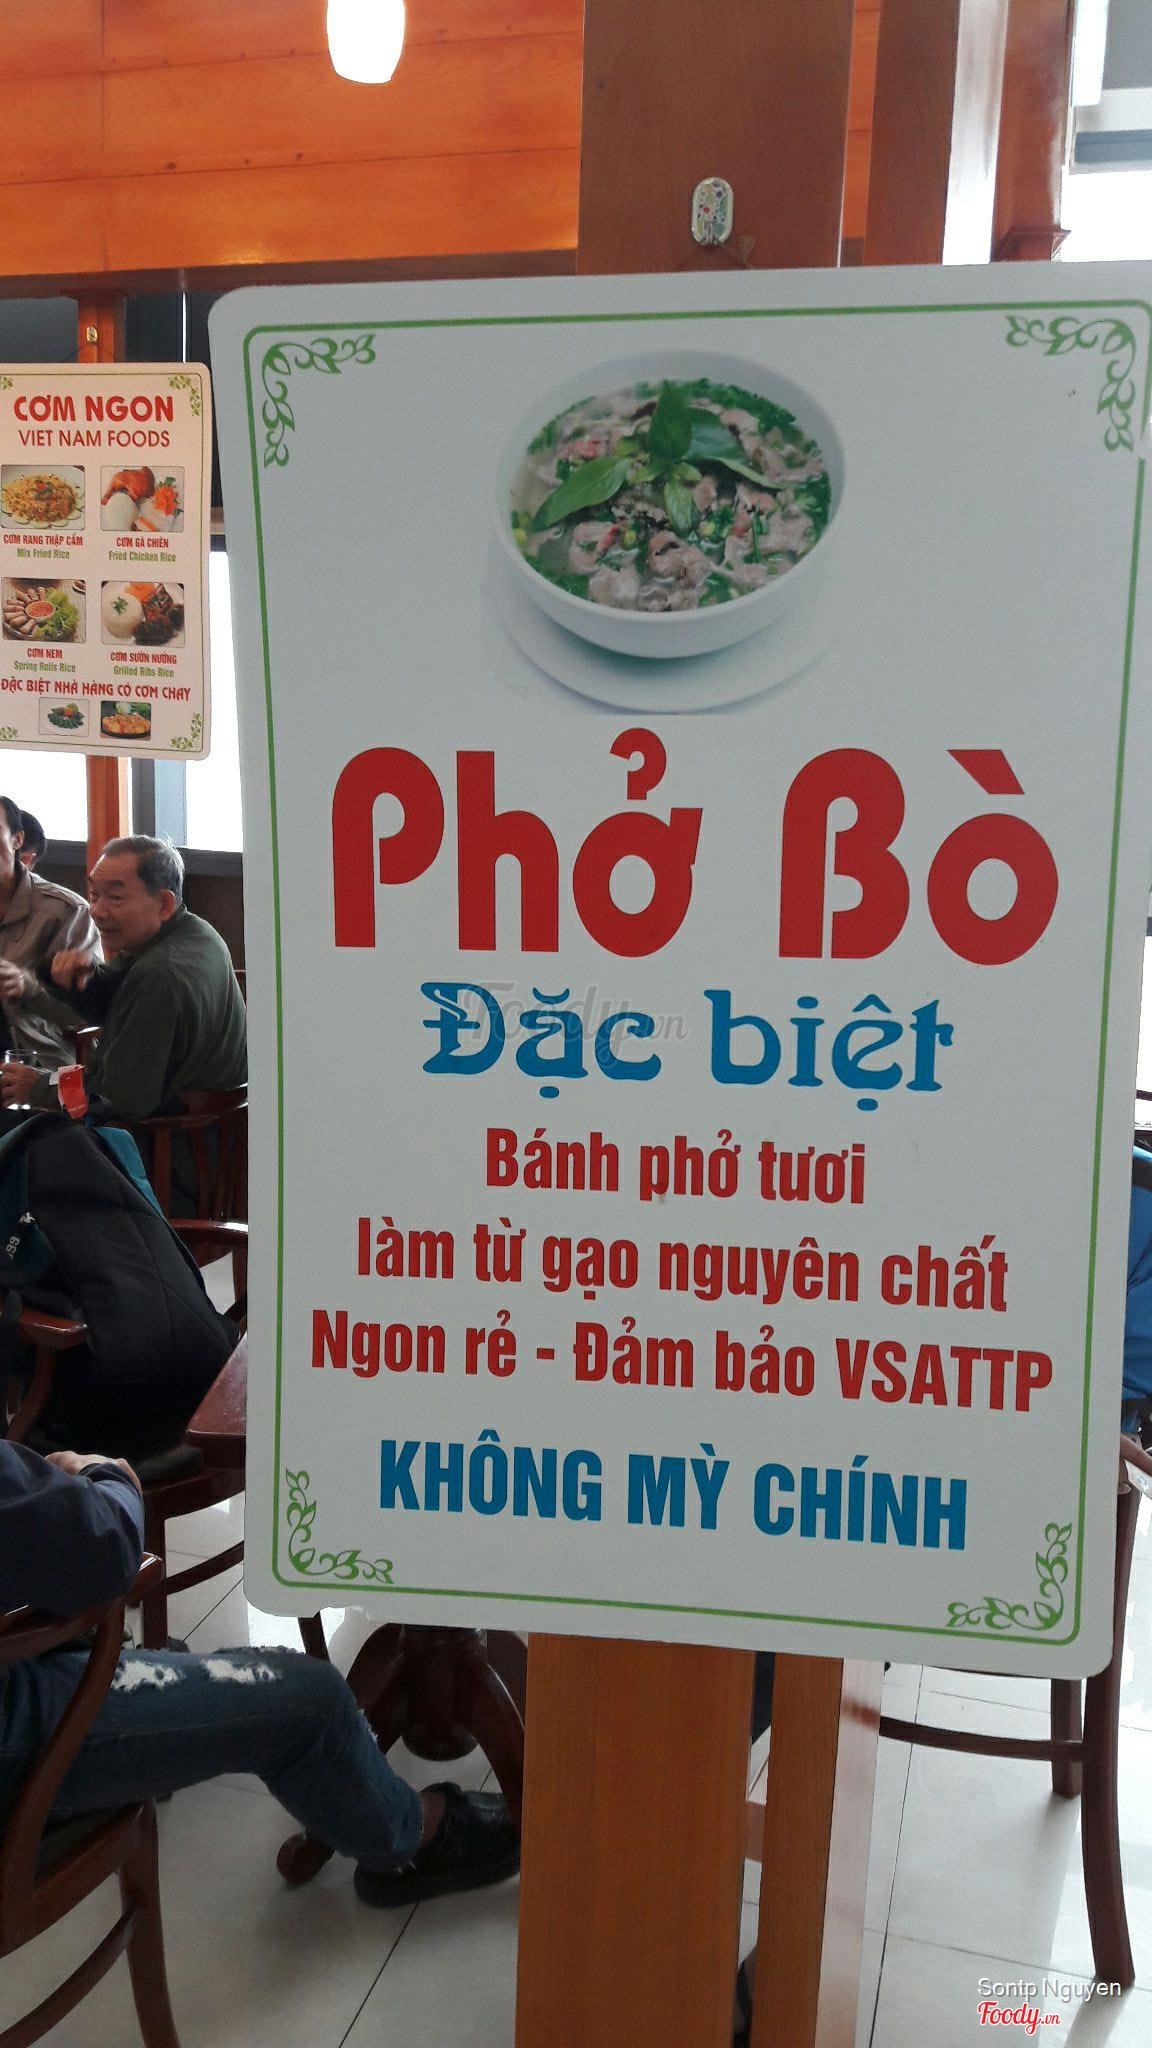 CƠM NGON
VIET NAM FOODS
CƠM RANG THẬP CẨM
Mix Fried Rice
CƠM GÀ CHIÊN
Fried Chicken Rice
CƠM NEM
Spring Rolls Rice
CƠM SƯỜN NƯỚNG
Grilled Ribs Rice
ĐẶC BIỆT NHÀ HÀNG CÓ CƠM CHAY
Phở Bò
Đặc biệt
Foody.vn
Bánh phở tươi
làm từ gạo nguyên chất
Ngon rẻ - Đảm bảo VSATTP
KHÔNG MỲ CHÍNH
Sontp Nguyen
Foody.vn